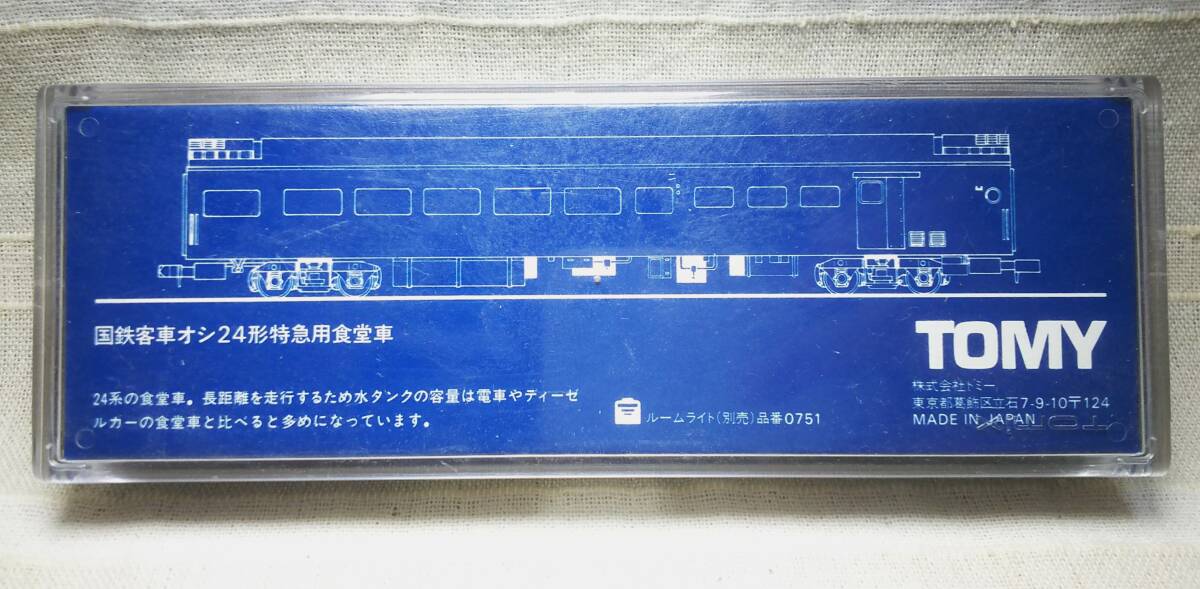 国鉄客車オシ24形特急用食堂車
24系の食堂車。長距離を走行するため水タンクの容量は電車やディーゼ
ルカーの食堂車と比べると多めになっています。
ルームライト(別売)品番0751
TOMY
株式会社トミー
東京都葛飾区立石7-9-10〒124
MADE IN JAPAN
TOMIX